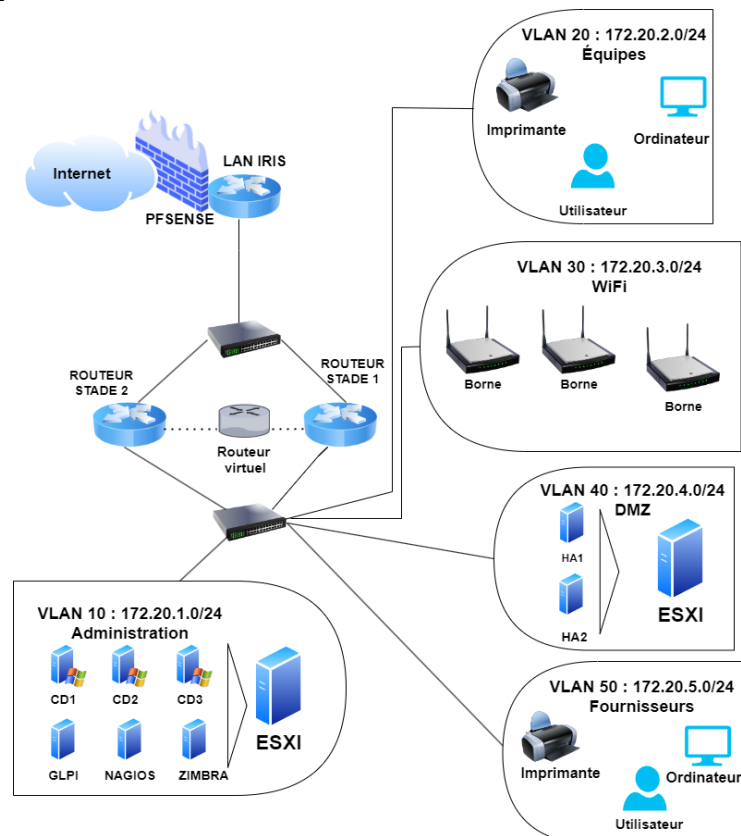 VLAN 20 : 172.20.2.0/24
Équipes
Imprimante
Ordinateur
Utilisateur
Internet
LAN IRIS
PFSENSE
VLAN 30 : 172.20.3.0/24
WiFi
Borne
Borne
Borne
ROUTEUR
STADE 2
ROUTEUR
STADE 1
Routeur
virtuel
VLAN 40 : 172.20.4.0/24
DMZ
HA1
HA2
ESXI
VLAN 10 : 172.20.1.0/24
Administration
CD1
CD2
CD3
GLPI
NAGIOS
ZIMBRA
ESXI
VLAN 50 : 172.20.5.0/24
Fournisseurs
Imprimante
Ordinateur
Utilisateur